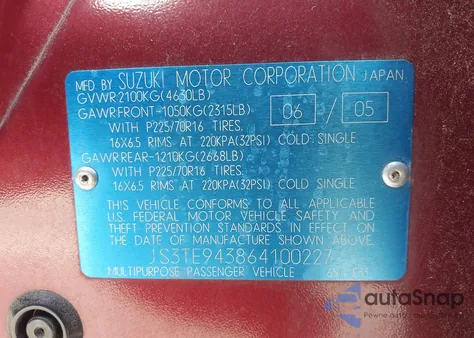 MFD BY SUZUKI MOTOR CORPORATION JAPAN
GVWR:2100KG(4630LB)
GAWR:FRONT-1050KG(2315LB) 06 / 05
WITH P225/70R16 TIRES.
16X6.5 RIMS AT 220KPA(32PSI) COLD SINGLE
GAWR:REAR-1210KG(2668LB)
WITH P225/70R16 TIRES.
16X6.5 RIMS AT 220KPA(32PSI) COLD SINGLE
THIS VEHICLE CONFORMS TO ALL APPLICABLE
U.S. FEDERAL MOTOR VEHICLE SAFETY AND
THEFT PREVENTION STANDARDS IN EFFECT ON
THE DATE OF MANUFACTURE SHOWN ABOVE.
JS3TE943864100227
MULTIPURPOSE PASSENGER VEHICLE
autoSnap